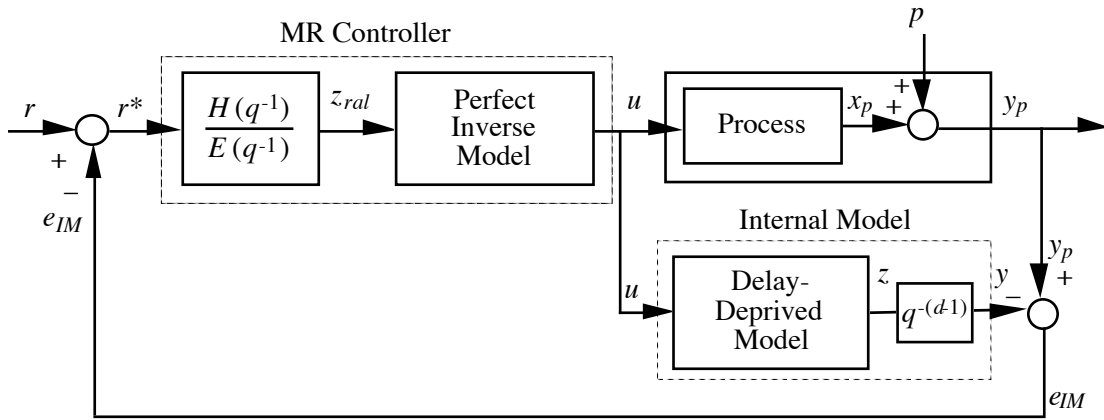 MR Controller
p
r
+
−
r*
H (q⁻¹)
E (q⁻¹)
z_ral
Perfect
Inverse
Model
u
Process
x_p
+
+
y_p
e_IM
Internal Model
u
Delay-
Deprived
Model
z
q^-(d-1)
y
−
y_p
+
e_IM